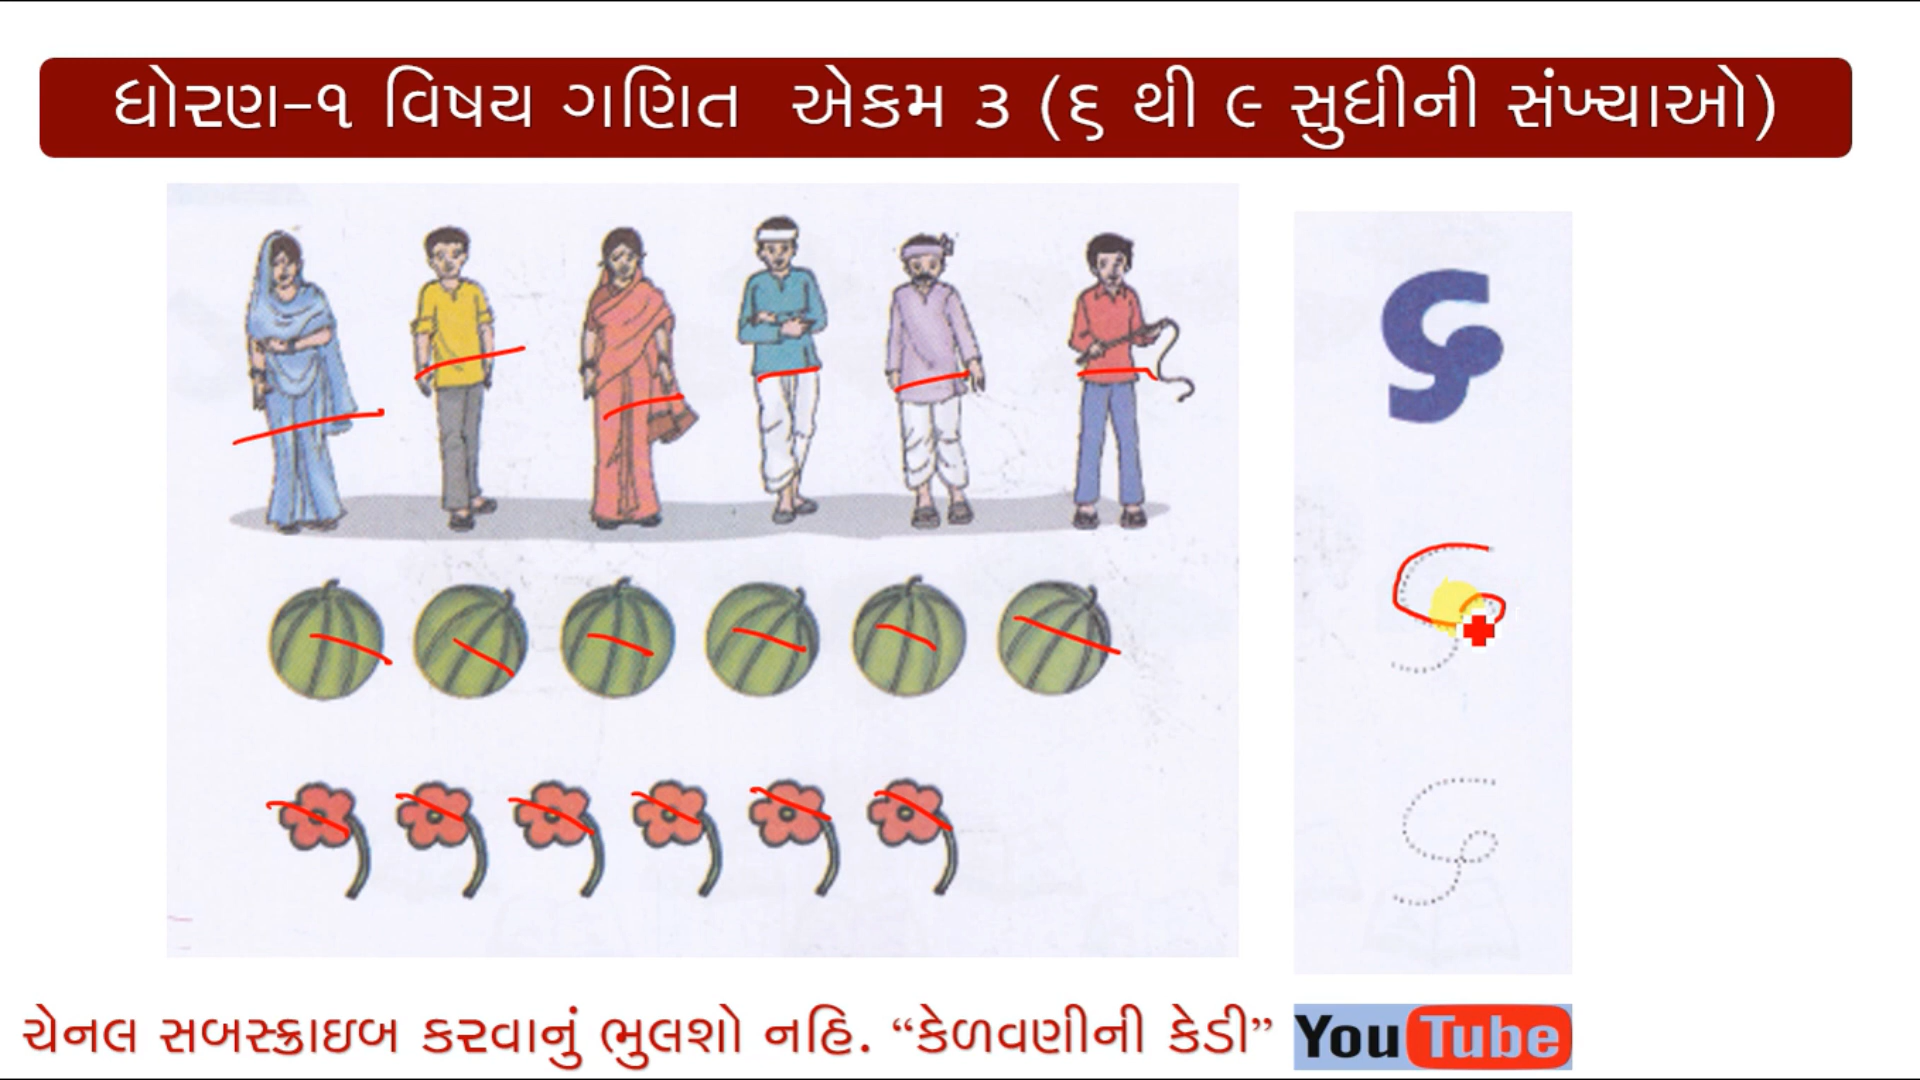 ધોરણ-૧ વિષય ગણિત એકમ ૩ (૬ થી ૯ સુધીની સંખ્યાઓ)
૬
ચેનલ સબસ્ક્રાઇબ કરવાનું ભુલશો નહિ. “કેળવણીની કેડી” YouTube